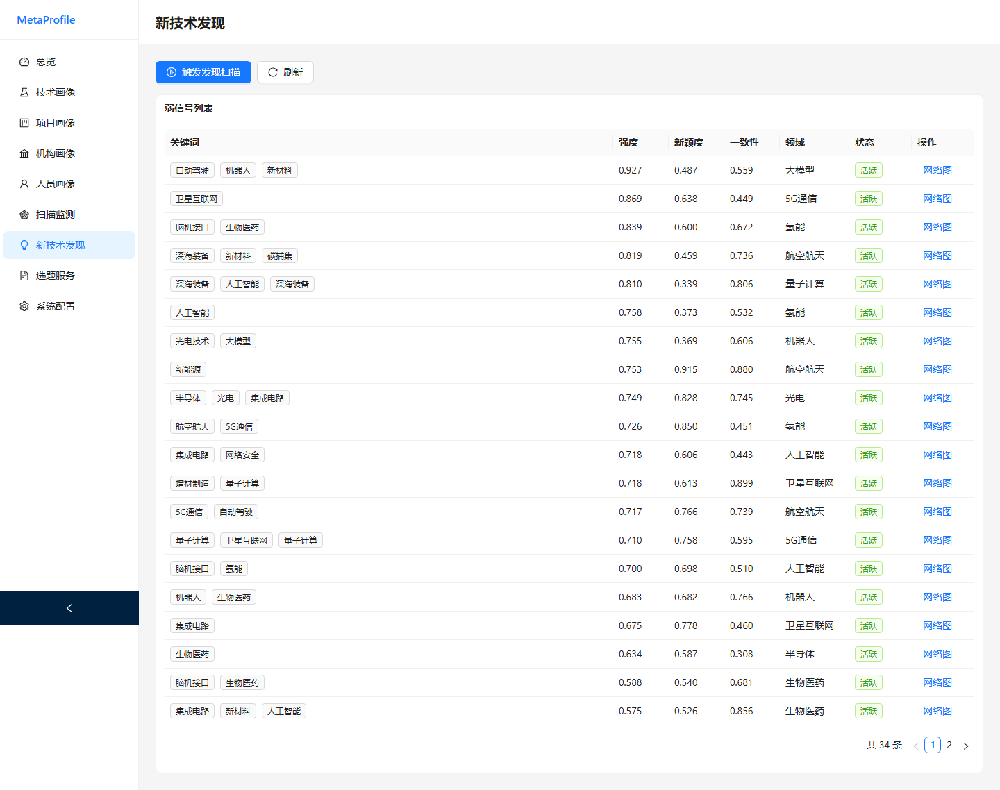 MetaProfile
新技术发现
总览
技术画像
项目画像
机构画像
人员画像
扫描监测
新技术发现
选题服务
系统配置
触发发现扫描 刷新
弱信号列表
关键词 强度 新颖度 一致性 领域 状态 操作
自动驾驶 机器人 新材料 0.927 0.487 0.559 大模型 活跃 网络图
卫星互联网 0.869 0.638 0.449 5G通信 活跃 网络图
脑机接口 生物医药 0.839 0.600 0.672 氢能 活跃 网络图
深海装备 新材料 碳捕集 0.819 0.459 0.736 航空航天 活跃 网络图
深海装备 人工智能 深海装备 0.810 0.339 0.806 量子计算 活跃 网络图
人工智能 0.758 0.373 0.532 氢能 活跃 网络图
光电技术 大模型 0.755 0.369 0.606 机器人 活跃 网络图
新能源 0.753 0.915 0.880 航空航天 活跃 网络图
半导体 光电 集成电路 0.749 0.828 0.745 光电 活跃 网络图
航空航天 5G通信 0.726 0.850 0.451 氢能 活跃 网络图
集成电路 网络安全 0.718 0.606 0.443 人工智能 活跃 网络图
增材制造 量子计算 0.718 0.613 0.899 卫星互联网 活跃 网络图
5G通信 自动驾驶 0.717 0.766 0.739 航空航天 活跃 网络图
量子计算 卫星互联网 量子计算 0.710 0.758 0.595 5G通信 活跃 网络图
脑机接口 氢能 0.700 0.698 0.510 人工智能 活跃 网络图
机器人 生物医药 0.683 0.682 0.766 机器人 活跃 网络图
集成电路 0.675 0.778 0.460 卫星互联网 活跃 网络图
生物医药 0.634 0.587 0.308 半导体 活跃 网络图
脑机接口 生物医药 0.588 0.540 0.681 生物医药 活跃 网络图
集成电路 新材料 人工智能 0.575 0.526 0.856 生物医药 活跃 网络图
共 34 条 < 1 2 >